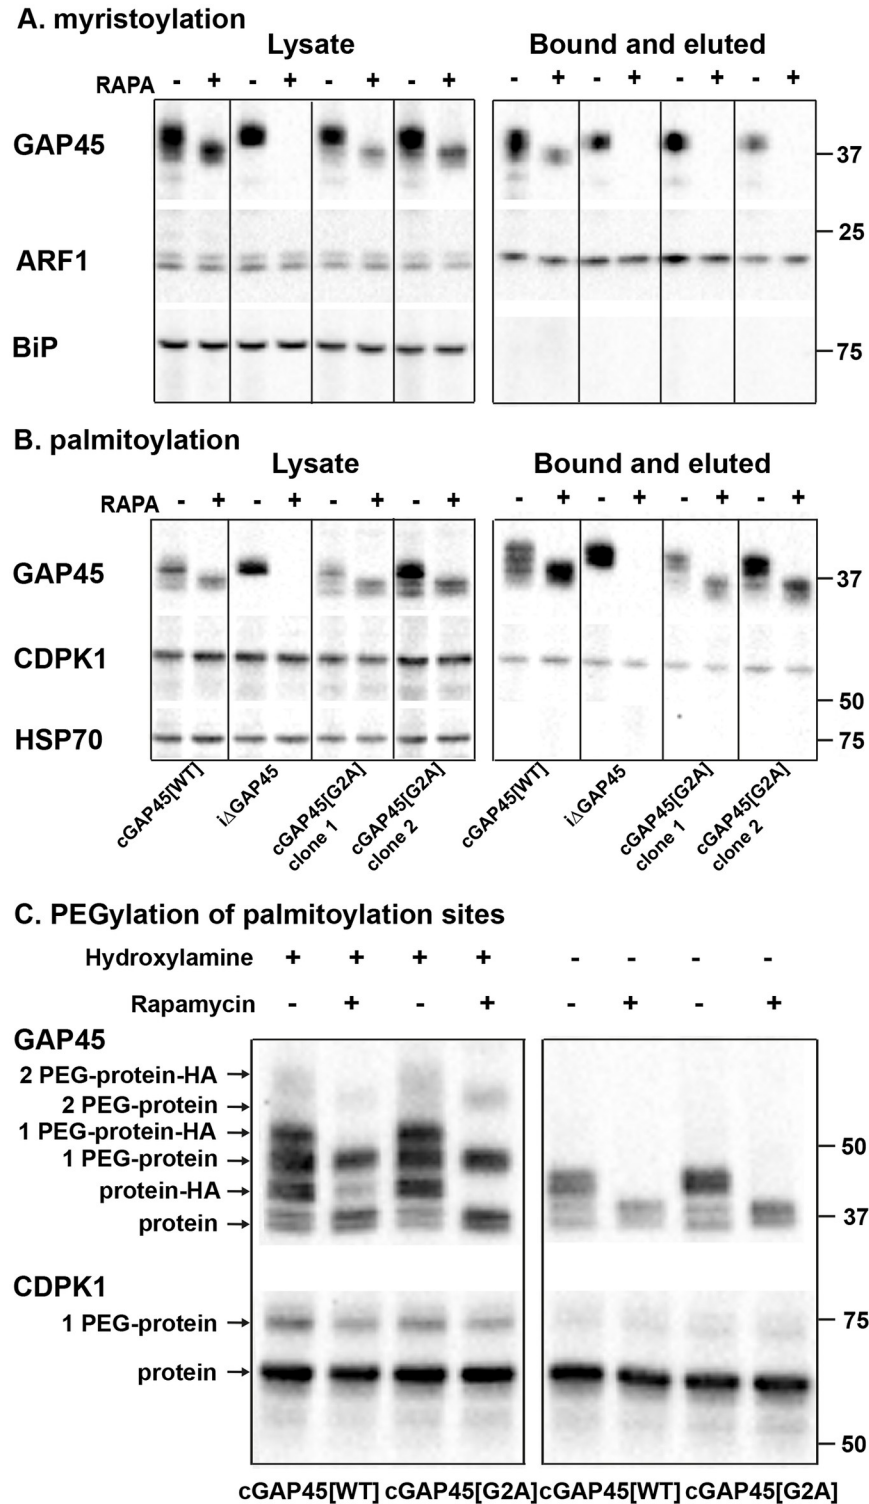 A. myristoylation
Lysate
Bound and eluted
RAPA - + - + - + - + - + - + - + - +
GAP45
37
25
ARF1
BiP
75
B. palmitoylation
Lysate
Bound and eluted
RAPA - + - + - + - + - + - + - + - +
GAP45
37
CDPK1
50
HSP70
75
cGAP45[WT]
i∆GAP45
cGAP45[G2A]
clone 1
cGAP45[G2A]
clone 2
cGAP45[WT]
i∆GAP45
cGAP45[G2A]
clone 1
cGAP45[G2A]
clone 2
C. PEGylation of palmitoylation sites
Hydroxylamine + + + + - - - -
Rapamycin - + - + - + - +
GAP45
2 PEG-protein-HA
2 PEG-protein
1 PEG-protein-HA
50
1 PEG-protein
protein-HA
37
protein
CDPK1
1 PEG-protein
75
protein
50
cGAP45[WT] cGAP45[G2A] cGAP45[WT] cGAP45[G2A]